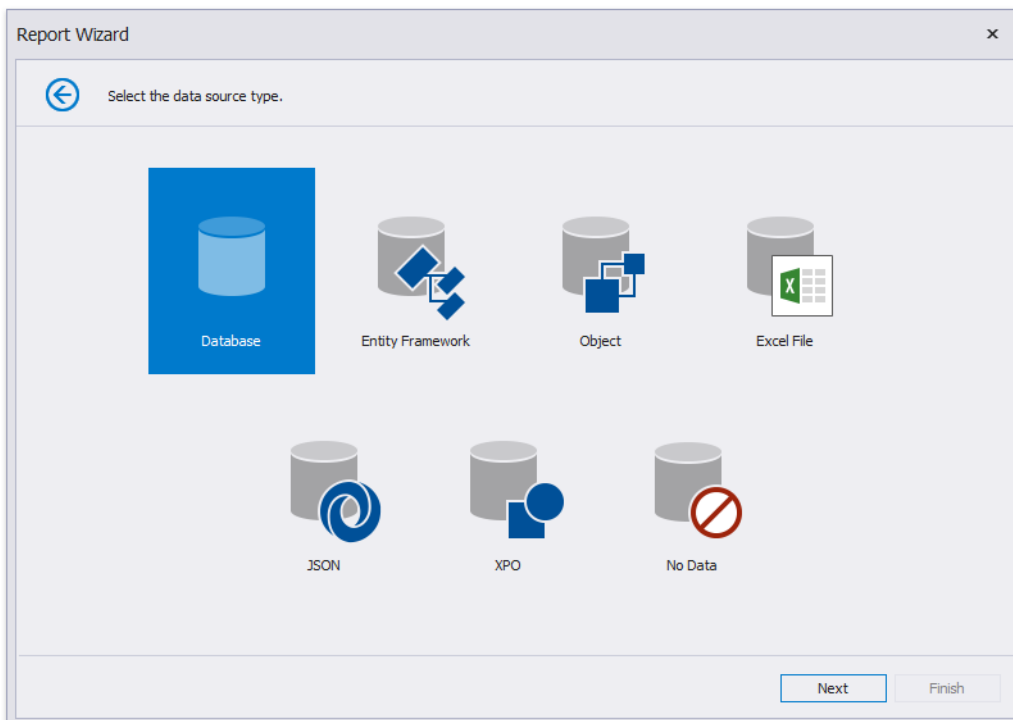 Report Wizard
Select the data source type.
Database
Entity Framework
Object
Excel File
X
JSON
XPO
No Data
Next
Finish